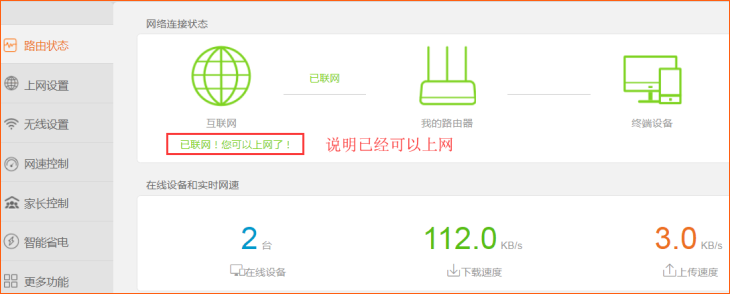 路由状态
上网设置
无线设置
网速控制
家长控制
智能省电
更多功能
网络连接状态
已联网
互联网
我的路由器
终端设备
已联网！您可以上网了！
说明已经可以上网
在线设备和实时网速
2 台
112.0 KB/s
3.0 KB/s
在线设备
下载速度
上传速度